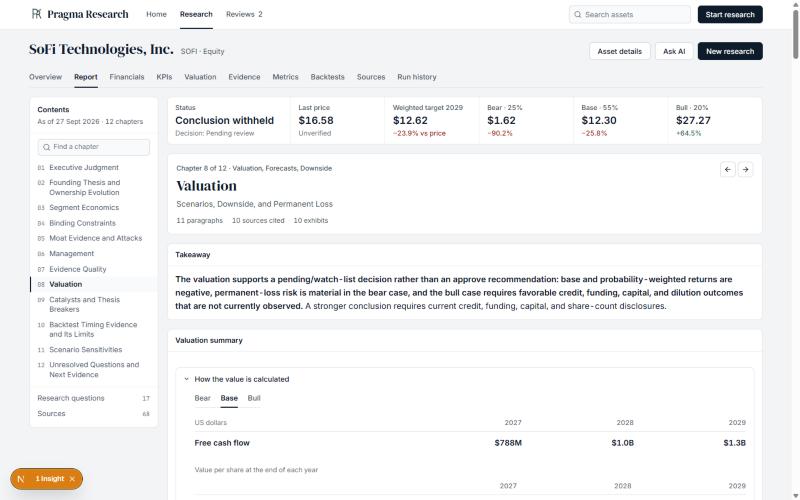 Pragma Research
Home
Research
Reviews 2
Search assets
Start research
SoFi Technologies, Inc.
SOFI · Equity
Asset details
Ask AI
New research
Overview
Report
Financials
KPIs
Valuation
Evidence
Metrics
Backtests
Sources
Run history
Contents
As of 27 Sept 2026 · 12 chapters
Find a chapter
01 Executive Judgment
02 Founding Thesis and
Ownership Evolution
03 Segment Economics
04 Binding Constraints
05 Moat Evidence and Attacks
06 Management
07 Evidence Quality
08 Valuation
09 Catalysts and Thesis
Breakers
10 Backtest Timing Evidence
and Its Limits
11 Scenario Sensitivities
12 Unresolved Questions and
Next Evidence
Research questions 17
Sources 68
Status
Conclusion withheld
Decision: Pending review
Last price
$16.58
Unverified
Weighted target 2029
$12.62
−23.9% vs price
Bear · 25%
$1.62
−90.2%
Base · 55%
$12.30
−25.8%
Bull · 20%
$27.27
+64.5%
Chapter 8 of 12 · Valuation, Forecasts, Downside
Valuation
Scenarios, Downside, and Permanent Loss
11 paragraphs 10 sources cited 10 exhibits
Takeaway
The valuation supports a pending/watch-list decision rather than an approve recommendation: base and probability-weighted returns are
negative, permanent-loss risk is material in the bear case, and the bull case requires favorable credit, funding, capital, and dilution outcomes
that are not currently observed. A stronger conclusion requires current credit, funding, capital, and share-count disclosures.
Valuation summary
How the value is calculated
Bear Base Bull
US dollars 2027 2028 2029
Free cash flow $788M $1.0B $1.3B
Value per share at the end of each year
2027 2028 2029
N 1 Insight